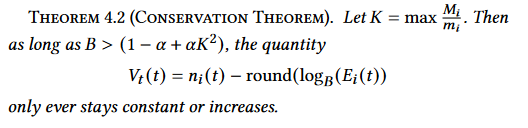 THEOREM 4.2 (CONSERVATION THEOREM). Let K = max M_i/m_i. Then
as long as B > (1 − α + αK²), the quantity
V_t(t) = n_i(t) − round(log_B(E_i(t))
only ever stays constant or increases.